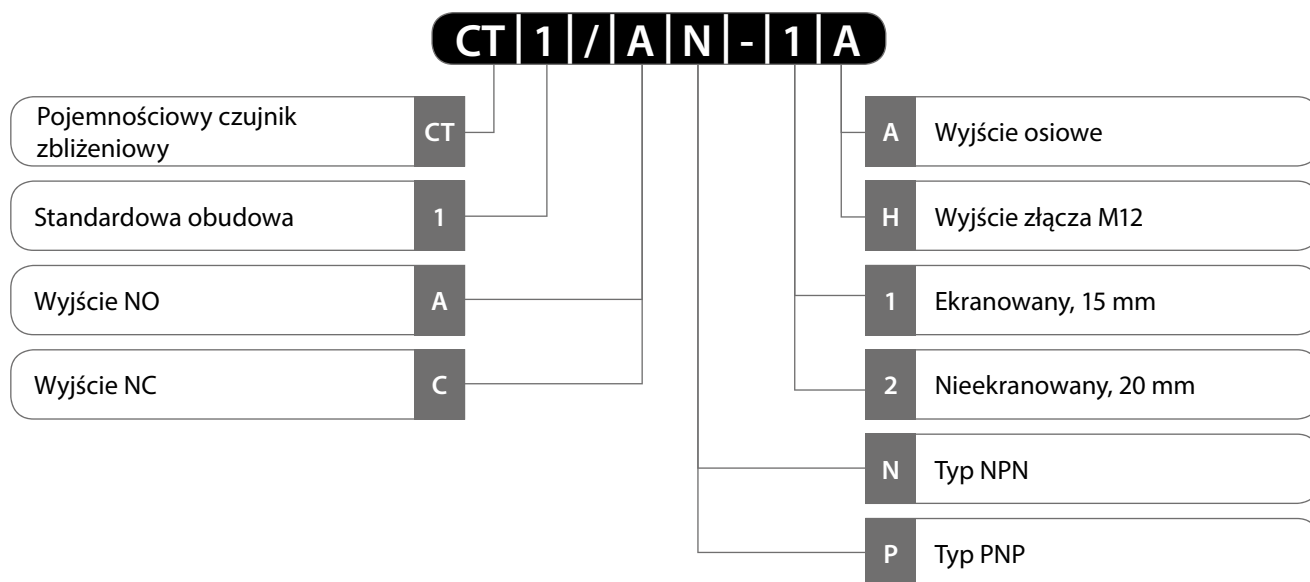 CT 1 / A N - 1 A
Pojemnościowy czujnik
zbliżeniowy
CT
Standardowa obudowa
1
Wyjście NO
A
Wyjście NC
C
A
Wyjście osiowe
H
Wyjście złącza M12
1
Ekranowany, 15 mm
2
Nieekranowany, 20 mm
N
Typ NPN
P
Typ PNP